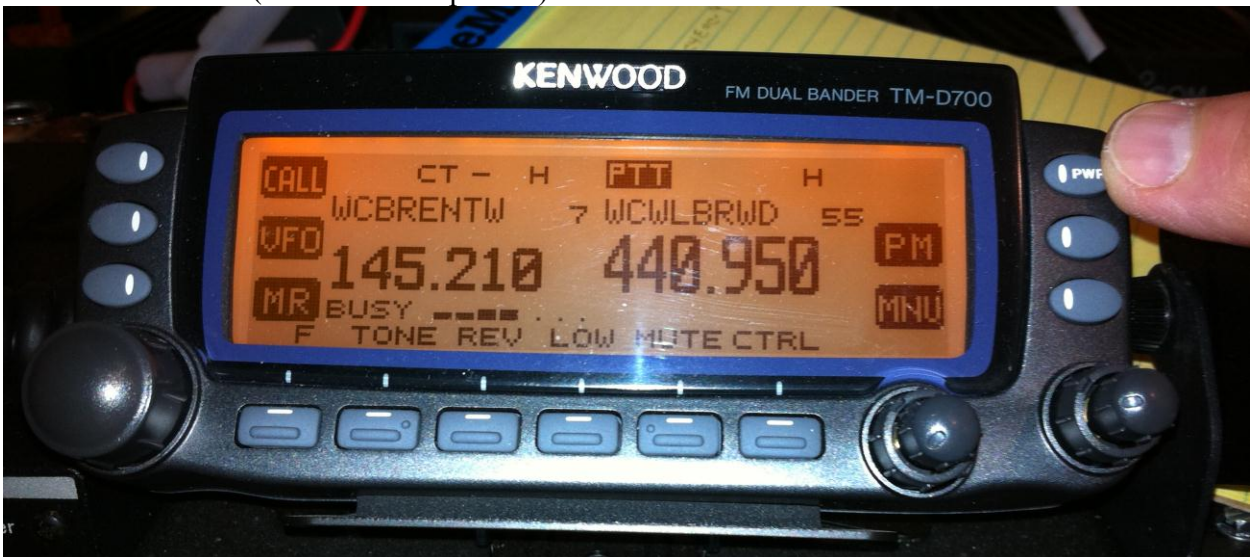 KENWOOD
FM DUAL BANDER TM-D700
CALL CT - H PTT H
WCBRENTW 7 WCWLBRWD 55
VFO 145.210 440.950 PM
MR BUSY MNU
F TONE REV LOW MUTE CTRL
PWR